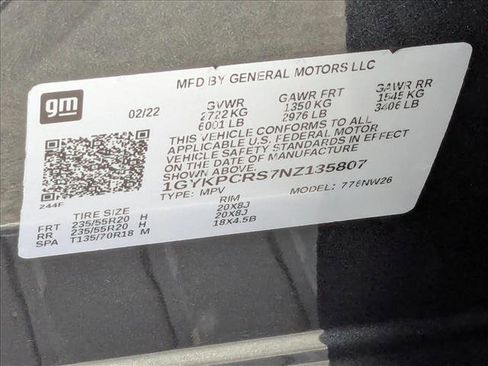 MFD BY GENERAL MOTORS LLC
gm
02/22 GVWR GAWR FRT GAWR RR
2722 KG 1350 KG 1545 KG
6001 LB 2976 LB 3406 LB
THIS VEHICLE CONFORMS TO ALL
APPLICABLE U.S. FEDERAL MOTOR
VEHICLE SAFETY STANDARDS IN EFFECT
ON THE DATE OF MANUFACTURE
1GYKPGRS7NZ135807
TYPE: MPV MODEL: 776NW26
244F
TIRE SIZE RIM
FRT 235/55R20 H 20X8J
RR 235/55R20 H 20X8J
SPA T135/70R18 M 18X4.5B